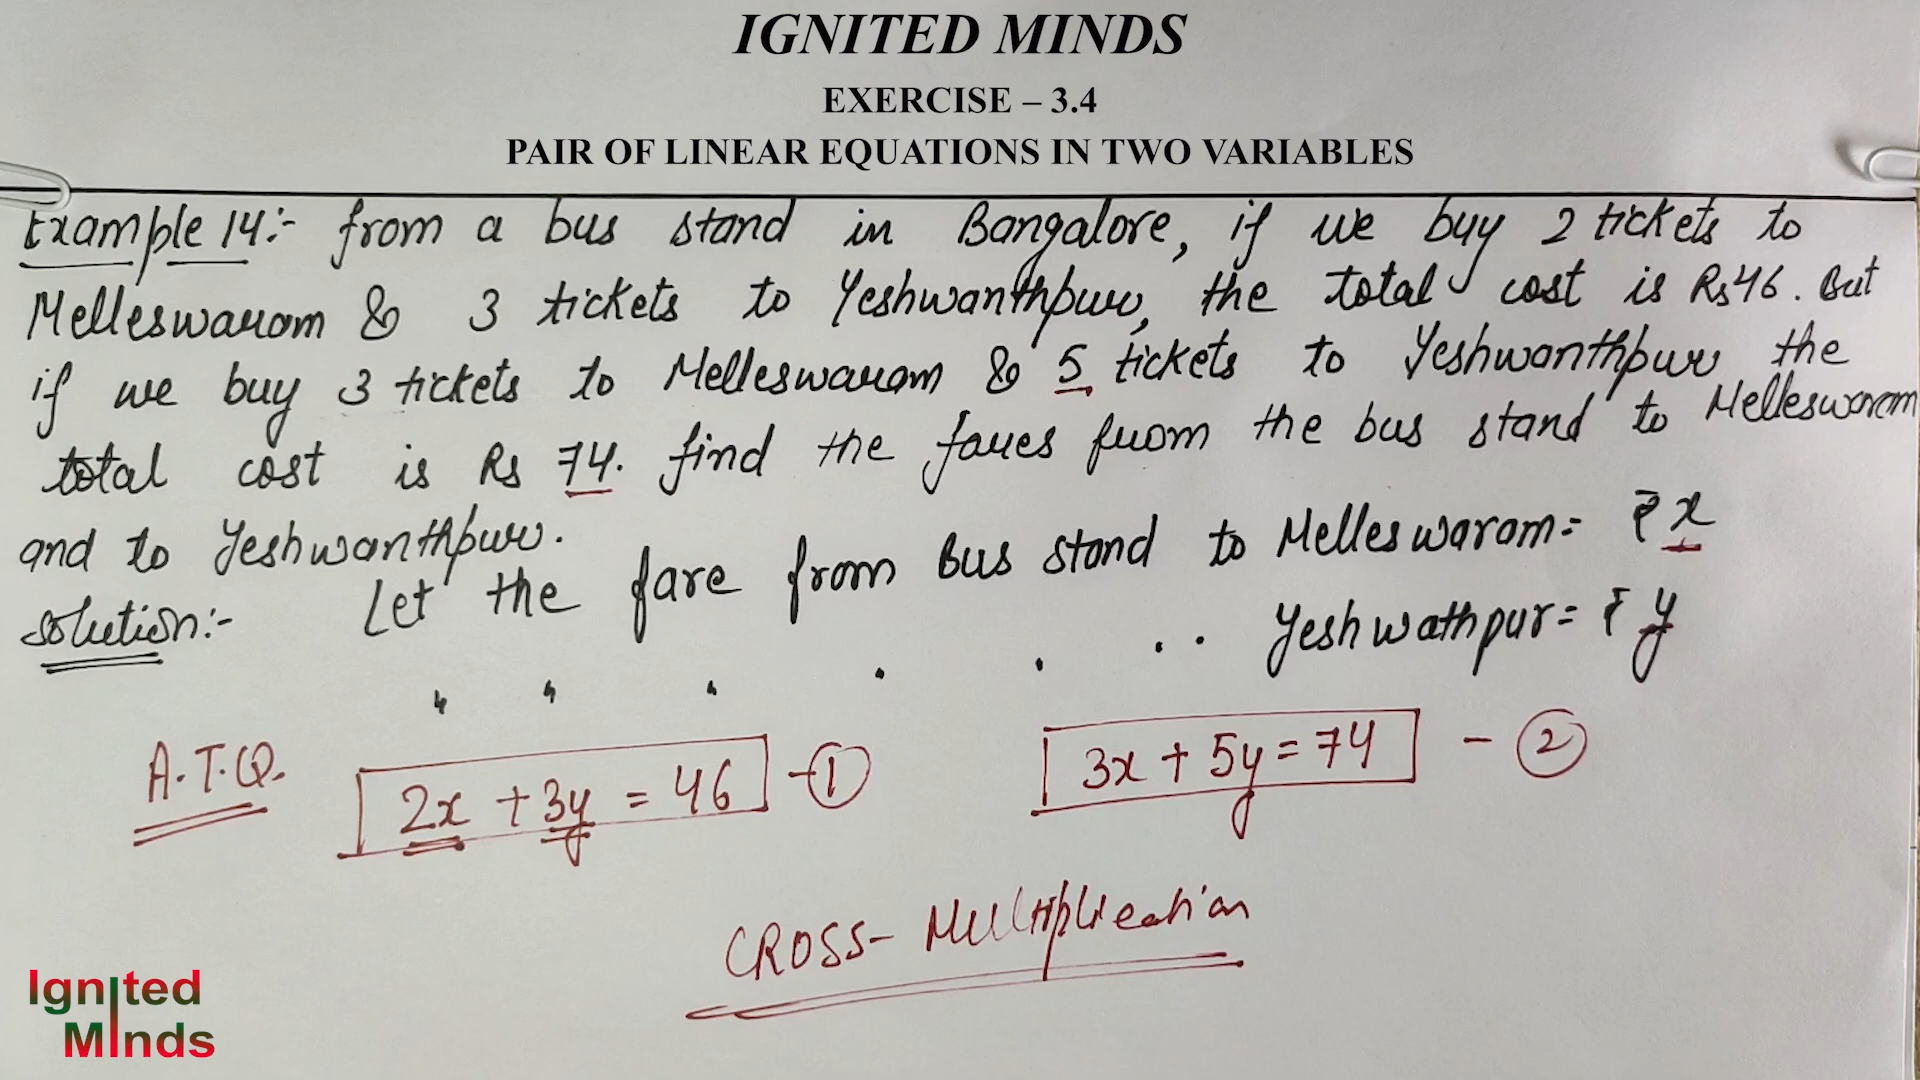 IGNITED MINDS
EXERCISE – 3.4
PAIR OF LINEAR EQUATIONS IN TWO VARIABLES
Example 14:- from a bus stand in Bangalore, if we buy 2 tickets to
Melleswaram & 3 tickets to Yeshwanthpur, the total cost is Rs 46. But
if we buy 3 tickets to Melleswaram & 5 tickets to Yeshwanthpur the
total cost is Rs 74. find the fares from the bus stand to Melleswaram
and to Yeshwanthpur.
solution:- Let the fare from Bus stand to Melleswaram = ₹ x
" " " . . . . Yeshwathpur = ₹ y
A.T.Q. 2x + 3y = 46 - 1 3x + 5y = 74 - 2
CROSS- Multiplication
Ignited
Minds